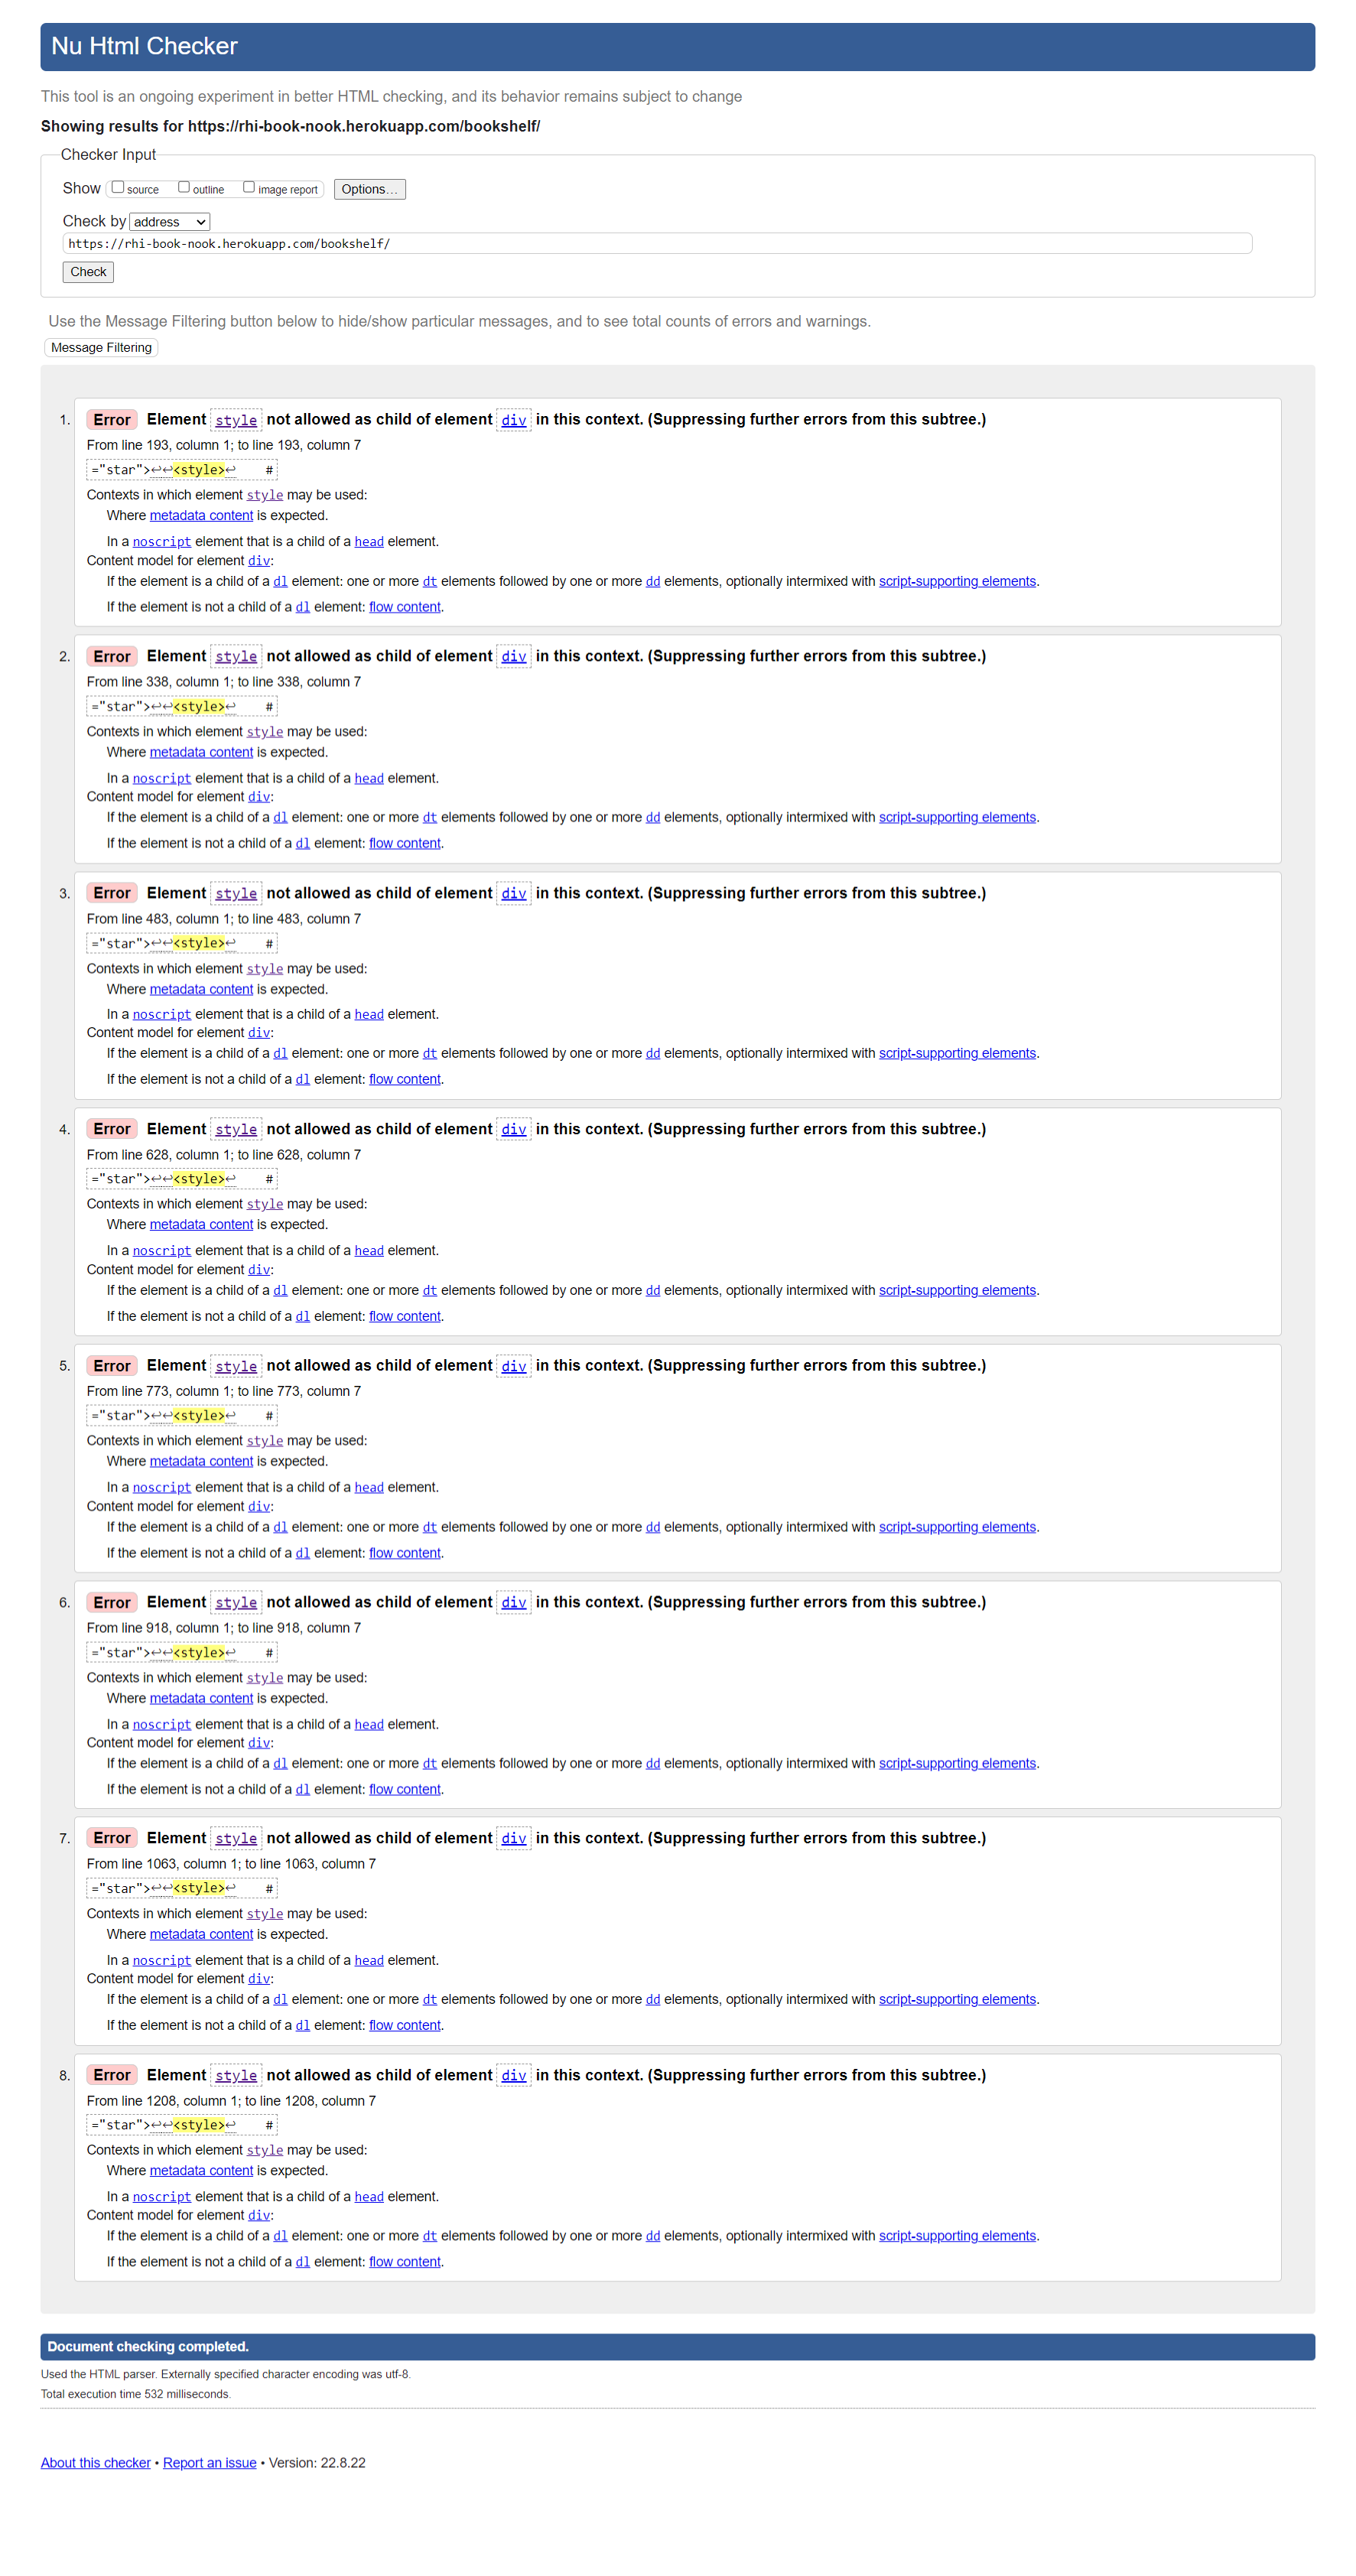 Nu Html Checker
This tool is an ongoing experiment in better HTML checking, and its behavior remains subject to change
Showing results for https://rhi-book-nook.herokuapp.com/bookshelf/
Checker Input
Show source outline image report Options...
Check by address
https://rhi-book-nook.herokuapp.com/bookshelf/
Check
Use the Message Filtering button below to hide/show particular messages, and to see total counts of errors and warnings.
Message Filtering
1. Error Element style not allowed as child of element div in this context. (Suppressing further errors from this subtree.)
From line 193, column 1; to line 193, column 7
="star">↩↩<style>↩    #
Contexts in which element style may be used:
Where metadata content is expected.
In a noscript element that is a child of a head element.
Content model for element div:
If the element is a child of a dl element: one or more dt elements followed by one or more dd elements, optionally intermixed with script-supporting elements.
If the element is not a child of a dl element: flow content.
2. Error Element style not allowed as child of element div in this context. (Suppressing further errors from this subtree.)
From line 338, column 1; to line 338, column 7
="star">↩↩<style>↩    #
Contexts in which element style may be used:
Where metadata content is expected.
In a noscript element that is a child of a head element.
Content model for element div:
If the element is a child of a dl element: one or more dt elements followed by one or more dd elements, optionally intermixed with script-supporting elements.
If the element is not a child of a dl element: flow content.
3. Error Element style not allowed as child of element div in this context. (Suppressing further errors from this subtree.)
From line 483, column 1; to line 483, column 7
="star">↩↩<style>↩    #
Contexts in which element style may be used:
Where metadata content is expected.
In a noscript element that is a child of a head element.
Content model for element div:
If the element is a child of a dl element: one or more dt elements followed by one or more dd elements, optionally intermixed with script-supporting elements.
If the element is not a child of a dl element: flow content.
4. Error Element style not allowed as child of element div in this context. (Suppressing further errors from this subtree.)
From line 628, column 1; to line 628, column 7
="star">↩↩<style>↩    #
Contexts in which element style may be used:
Where metadata content is expected.
In a noscript element that is a child of a head element.
Content model for element div:
If the element is a child of a dl element: one or more dt elements followed by one or more dd elements, optionally intermixed with script-supporting elements.
If the element is not a child of a dl element: flow content.
5. Error Element style not allowed as child of element div in this context. (Suppressing further errors from this subtree.)
From line 773, column 1; to line 773, column 7
="star">↩↩<style>↩    #
Contexts in which element style may be used:
Where metadata content is expected.
In a noscript element that is a child of a head element.
Content model for element div:
If the element is a child of a dl element: one or more dt elements followed by one or more dd elements, optionally intermixed with script-supporting elements.
If the element is not a child of a dl element: flow content.
6. Error Element style not allowed as child of element div in this context. (Suppressing further errors from this subtree.)
From line 918, column 1; to line 918, column 7
="star">↩↩<style>↩    #
Contexts in which element style may be used:
Where metadata content is expected.
In a noscript element that is a child of a head element.
Content model for element div:
If the element is a child of a dl element: one or more dt elements followed by one or more dd elements, optionally intermixed with script-supporting elements.
If the element is not a child of a dl element: flow content.
7. Error Element style not allowed as child of element div in this context. (Suppressing further errors from this subtree.)
From line 1063, column 1; to line 1063, column 7
="star">↩↩<style>↩    #
Contexts in which element style may be used:
Where metadata content is expected.
In a noscript element that is a child of a head element.
Content model for element div:
If the element is a child of a dl element: one or more dt elements followed by one or more dd elements, optionally intermixed with script-supporting elements.
If the element is not a child of a dl element: flow content.
8. Error Element style not allowed as child of element div in this context. (Suppressing further errors from this subtree.)
From line 1208, column 1; to line 1208, column 7
="star">↩↩<style>↩    #
Contexts in which element style may be used:
Where metadata content is expected.
In a noscript element that is a child of a head element.
Content model for element div:
If the element is a child of a dl element: one or more dt elements followed by one or more dd elements, optionally intermixed with script-supporting elements.
If the element is not a child of a dl element: flow content.
Document checking completed.
Used the HTML parser. Externally specified character encoding was utf-8.
Total execution time 532 milliseconds.
About this checker • Report an issue • Version: 22.8.22